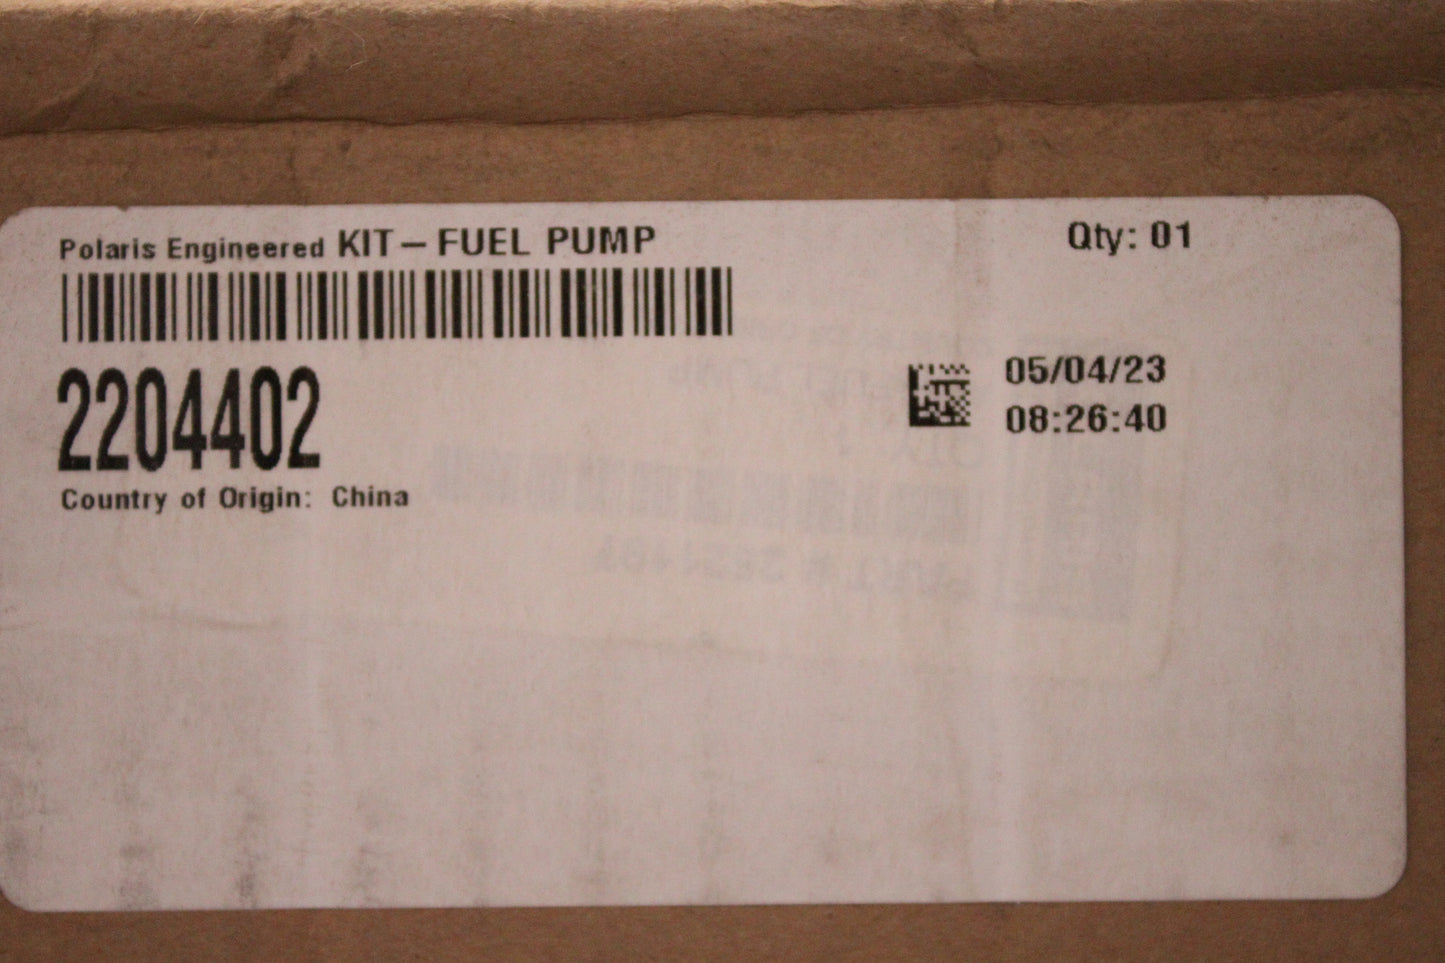 Polaris Engineered KIT – FUEL PUMP
Qty: 01
2204402
05/04/23
08:26:40
Country of Origin: China